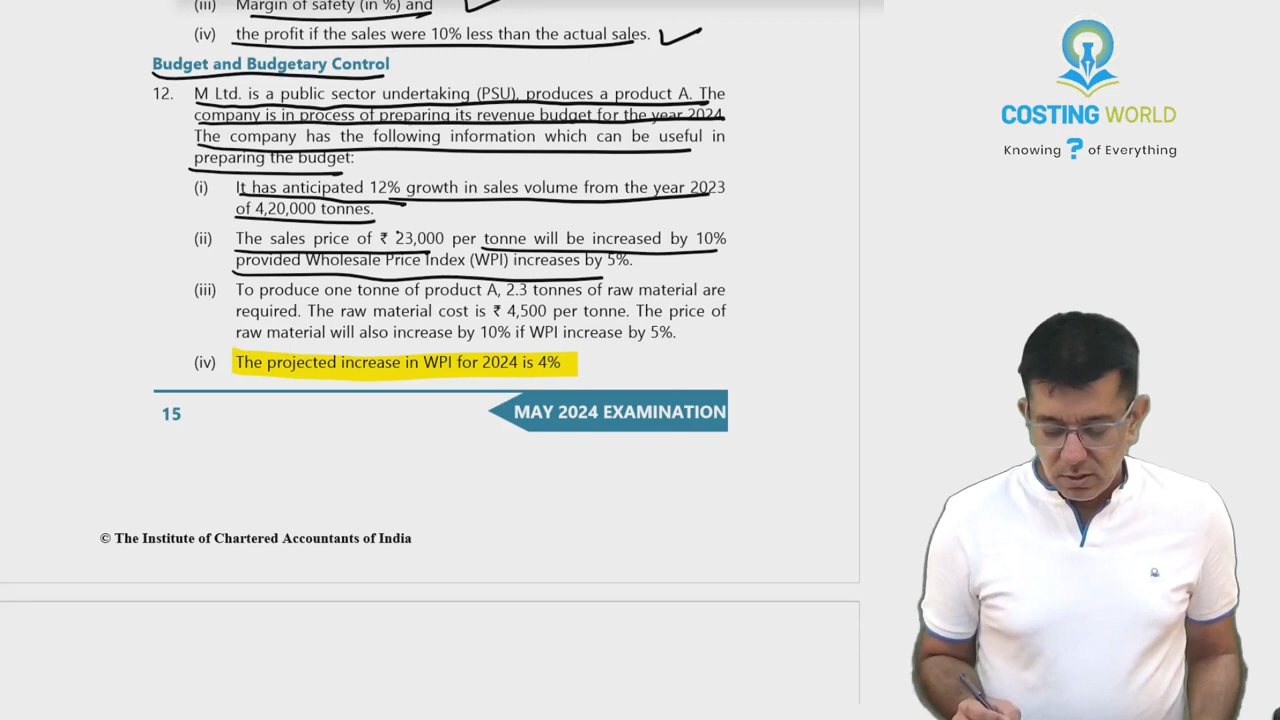 (iii) Margin of safety (in %) and
(iv) the profit if the sales were 10% less than the actual sales.
Budget and Budgetary Control
12. M Ltd. is a public sector undertaking (PSU), produces a product A. The
company is in process of preparing its revenue budget for the year 2024.
The company has the following information which can be useful in
preparing the budget:
(i) It has anticipated 12% growth in sales volume from the year 2023
of 4,20,000 tonnes.
(ii) The sales price of ₹ 23,000 per tonne will be increased by 10%
provided Wholesale Price Index (WPI) increases by 5%.
(iii) To produce one tonne of product A, 2.3 tonnes of raw material are
required. The raw material cost is ₹ 4,500 per tonne. The price of
raw material will also increase by 10% if WPI increase by 5%.
(iv) The projected increase in WPI for 2024 is 4%
15 MAY 2024 EXAMINATION
© The Institute of Chartered Accountants of India
COSTING WORLD
Knowing ? of Everything